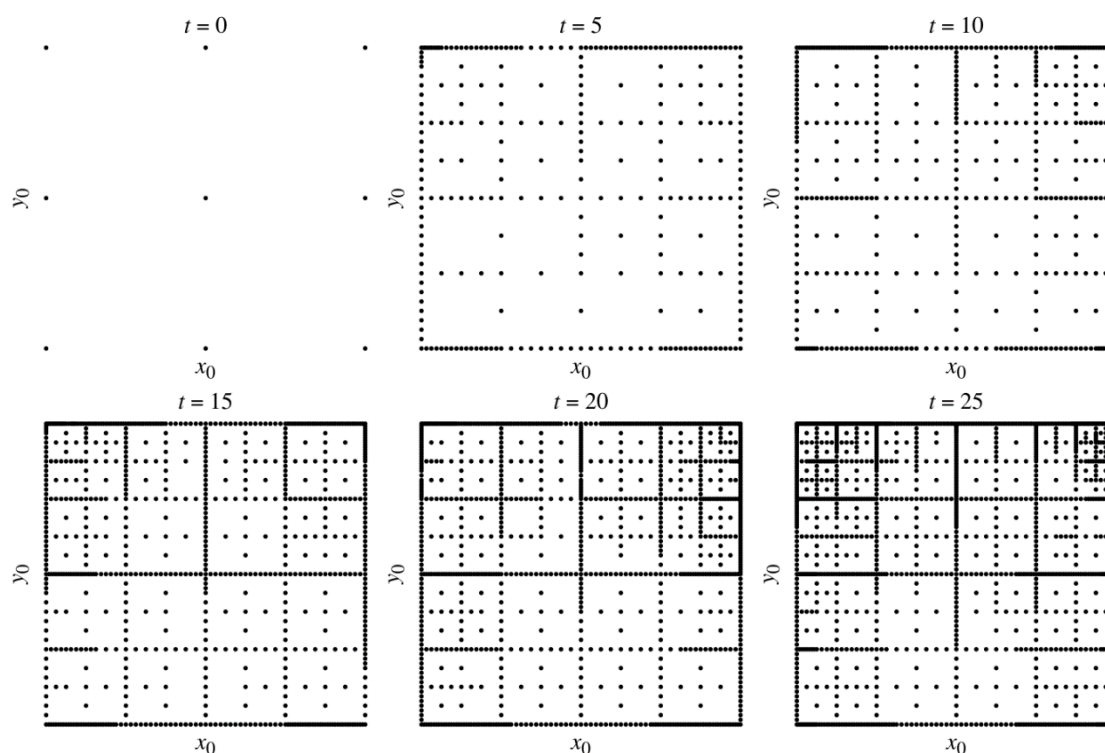 t = 0
t = 5
t = 10
y0
y0
y0
x0
x0
x0
t = 15
t = 20
t = 25
y0
y0
y0
x0
x0
x0